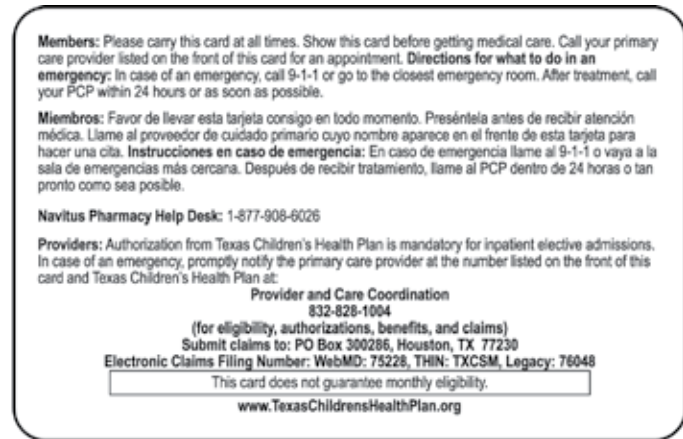 Members: Please carry this card at all times. Show this card before getting medical care. Call your primary
care provider listed on the front of this card for an appointment. Directions for what to do in an
emergency: In case of an emergency, call 9-1-1 or go to the closest emergency room. After treatment, call
your PCP within 24 hours or as soon as possible.
Miembros: Favor de llevar esta tarjeta consigo en todo momento. Preséntela antes de recibir atención
médica. Llame al proveedor de cuidado primario cuyo nombre aparece en el frente de esta tarjeta para
hacer una cita. Instrucciones en caso de emergencia: En caso de emergencia llame al 9-1-1 o vaya a la
sala de emergencias más cercana. Después de recibir tratamiento, llame al PCP dentro de 24 horas o tan
pronto como sea posible.
Navitus Pharmacy Help Desk: 1-877-908-6026
Providers: Authorization from Texas Children's Health Plan is mandatory for inpatient elective admissions.
In case of an emergency, promptly notify the primary care provider at the number listed on the front of this
card and Texas Children's Health Plan at:
Provider and Care Coordination
832-828-1004
(for eligibility, authorizations, benefits, and claims)
Submit claims to: PO Box 300286, Houston, TX 77230
Electronic Claims Filing Number: WebMD: 75228, THIN: TXCSM, Legacy: 76048
This card does not guarantee monthly eligibility.
www.TexasChildrensHealthPlan.org